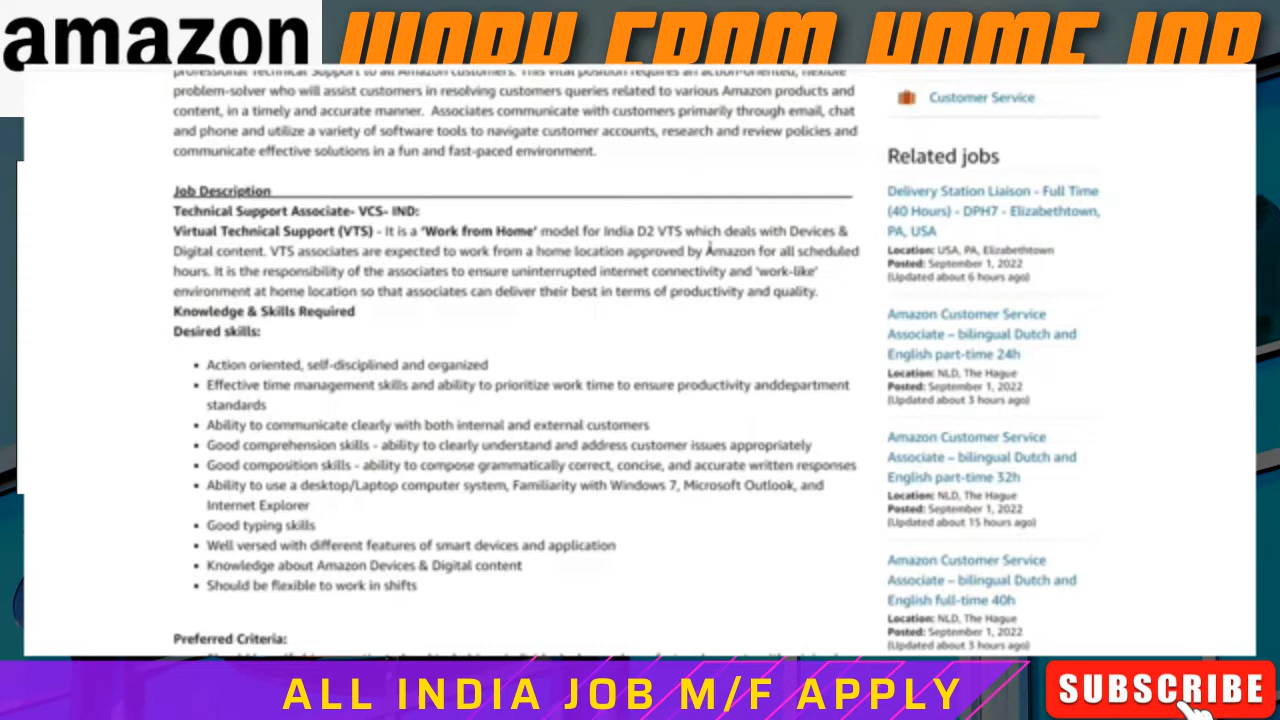 amazon WORK FROM HOME JOB
professional Technical Support to all Amazon customers. This vital position requires an action-oriented, flexible
problem-solver who will assist customers in resolving customers queries related to various Amazon products and
content, in a timely and accurate manner. Associates communicate with customers primarily through email, chat
and phone and utilize a variety of software tools to navigate customer accounts, research and review policies and
communicate effective solutions in a fun and fast-paced environment.
Job Description
Technical Support Associate- VCS- IND:
Virtual Technical Support (VTS) - It is a 'Work from Home' model for India D2 VTS which deals with Devices &
Digital content. VTS associates are expected to work from a home location approved by Amazon for all scheduled
hours. It is the responsibility of the associates to ensure uninterrupted internet connectivity and 'work-like'
environment at home location so that associates can deliver their best in terms of productivity and quality.
Knowledge & Skills Required
Desired skills:
• Action oriented, self-disciplined and organized
• Effective time management skills and ability to prioritize work time to ensure productivity anddepartment
standards
• Ability to communicate clearly with both internal and external customers
• Good comprehension skills - ability to clearly understand and address customer issues appropriately
• Good composition skills - ability to compose grammatically correct, concise, and accurate written responses
• Ability to use a desktop/Laptop computer system, Familiarity with Windows 7, Microsoft Outlook, and
Internet Explorer
• Good typing skills
• Well versed with different features of smart devices and application
• Knowledge about Amazon Devices & Digital content
• Should be flexible to work in shifts
Preferred Criteria:
Customer Service
Related jobs
Delivery Station Liaison - Full Time
(40 Hours) - DPH7 - Elizabethtown,
PA, USA
Location: USA, PA, Elizabethtown
Posted: September 1, 2022
(Updated about 6 hours ago)
Amazon Customer Service
Associate – bilingual Dutch and
English part-time 24h
Location: NLD, The Hague
Posted: September 1, 2022
(Updated about 3 hours ago)
Amazon Customer Service
Associate – bilingual Dutch and
English part-time 32h
Location: NLD, The Hague
Posted: September 1, 2022
(Updated about 15 hours ago)
Amazon Customer Service
Associate – bilingual Dutch and
English full-time 40h
Location: NLD, The Hague
Posted: September 1, 2022
(Updated about 3 hours ago)
ALL INDIA JOB M/F APPLY
SUBSCRIBE